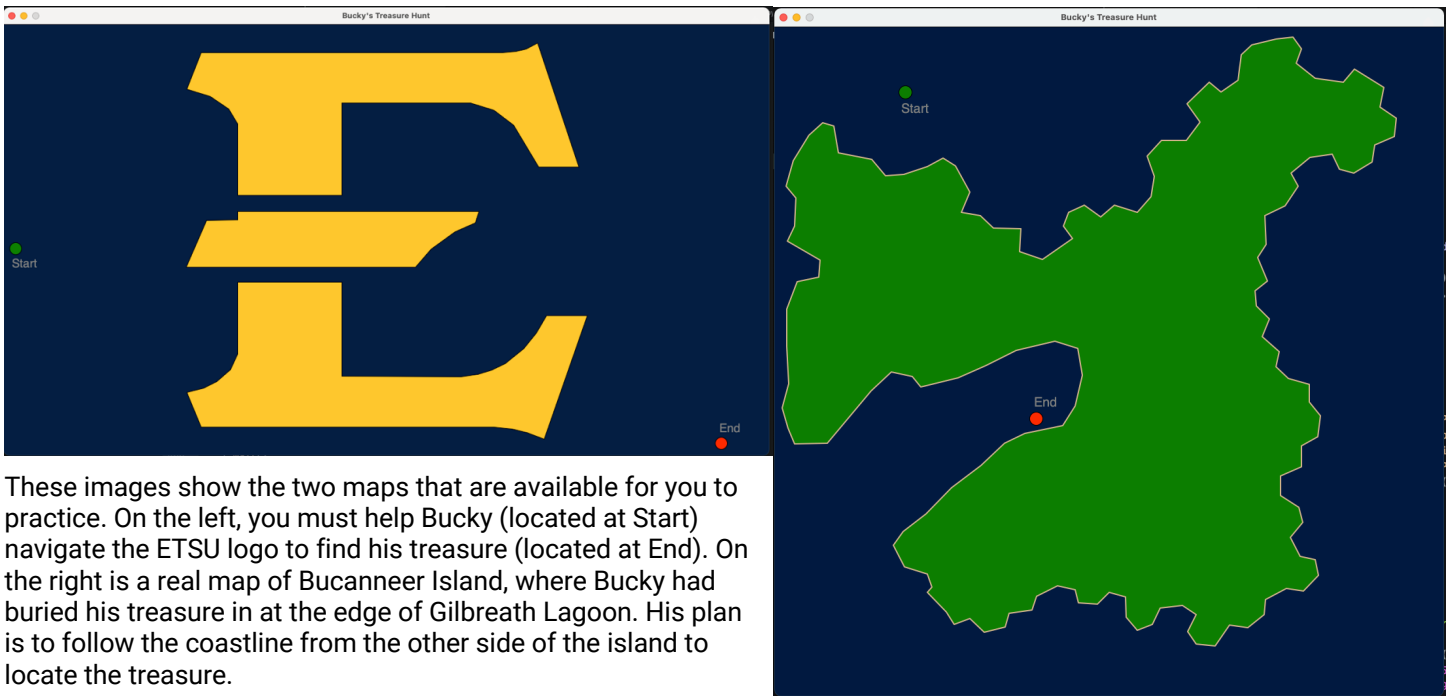 Bucky's Treasure Hunt
Start
End
These images show the two maps that are available for you to
practice. On the left, you must help Bucky (located at Start)
navigate the ETSU logo to find his treasure (located at End). On
the right is a real map of Bucanneer Island, where Bucky had
buried his treasure in at the edge of Gilbreath Lagoon. His plan
is to follow the coastline from the other side of the island to
locate the treasure.
Bucky's Treasure Hunt
Start
End